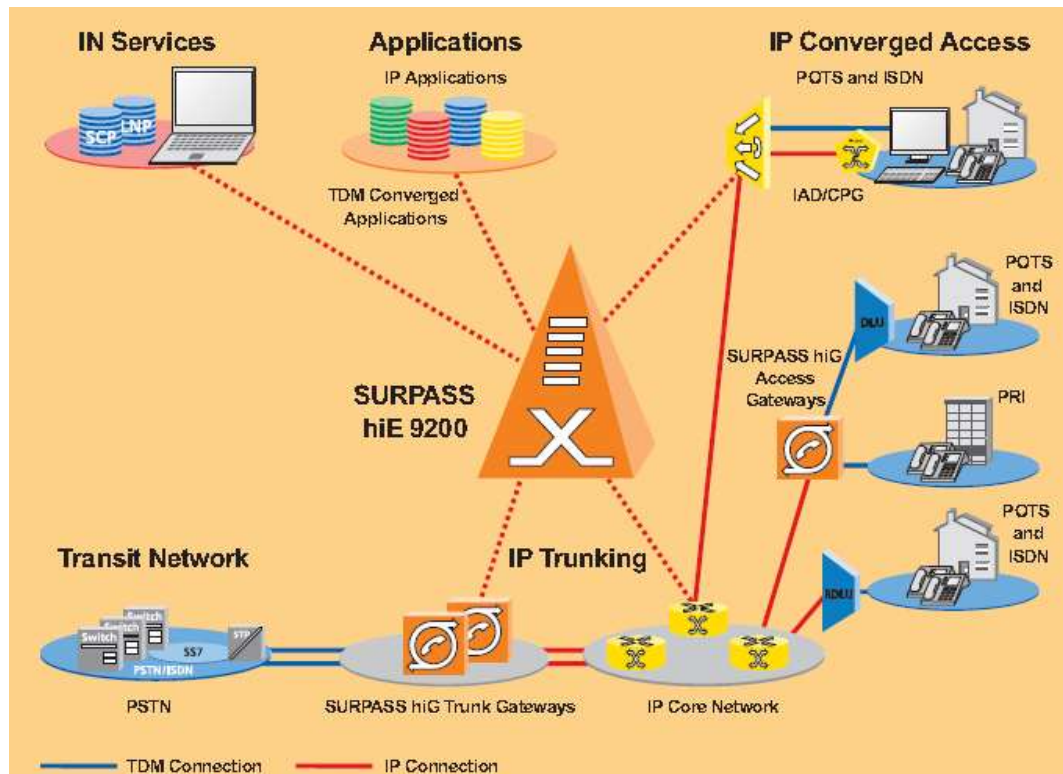 IN Services
Applications
IP Converged Access
IP Applications
POTS and ISDN
SCP
LNP
IAD/CPG
TDM Converged
Applications
POTS
and
ISDN
DLU
SURPASS hiG
Access
Gateways
SURPASS
hiE 9200
PRI
POTS
and
ISDN
Transit Network
IP Trunking
RDLU
Switch
Switch
Switch
STP
SS7
PSTN/ISDN
PSTN
SURPASS hiG Trunk Gateways
IP Core Network
TDM Connection
IP Connection